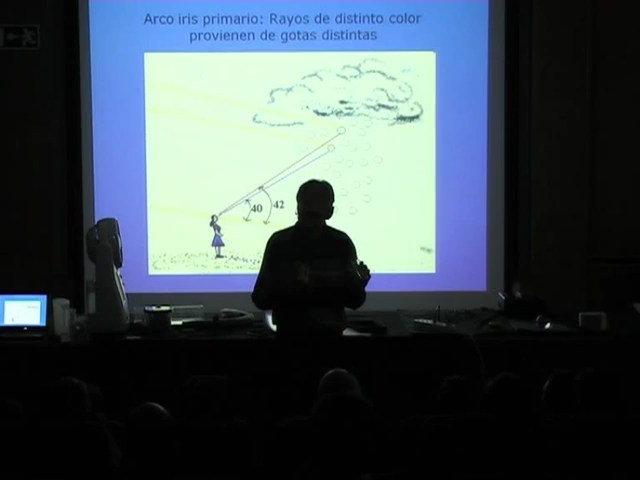 Arco iris primario: Rayos de distinto color
provienen de gotas distintas
40
42